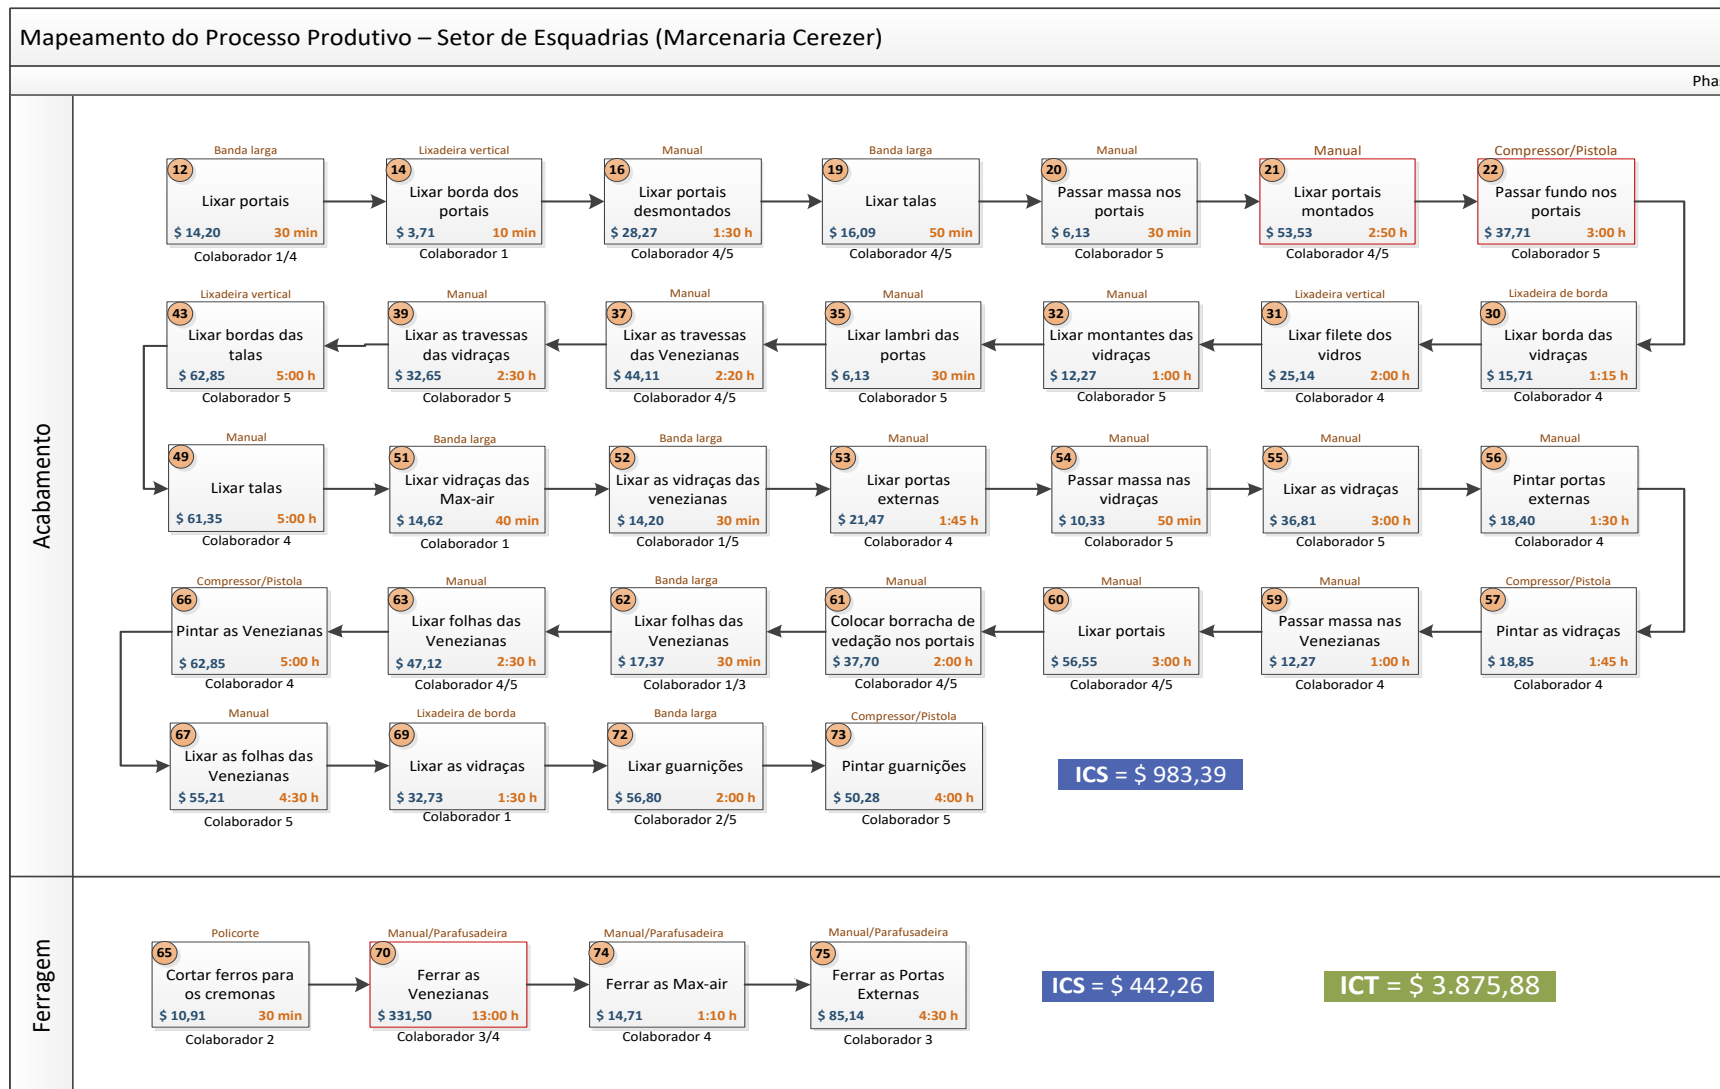 Mapeamento do Processo Produtivo – Setor de Esquadrias (Marcenaria Cerezer)
Phas
Acabamento
Banda larga
12
Lixar portais
$ 14,20 30 min
Colaborador 1/4
Lixadeira vertical
14
Lixar borda dos
portais
$ 3,71 10 min
Colaborador 1
Manual
16
Lixar portais
desmontados
$ 28,27 1:30 h
Colaborador 4/5
Banda larga
19
Lixar talas
$ 16,09 50 min
Colaborador 4/5
Manual
20
Passar massa nos
portais
$ 6,13 30 min
Colaborador 5
Manual
21
Lixar portais
montados
$ 53,53 2:50 h
Colaborador 4/5
Compressor/Pistola
22
Passar fundo nos
portais
$ 37,71 3:00 h
Colaborador 5
Lixadeira vertical
43
Lixar bordas das
talas
$ 62,85 5:00 h
Colaborador 5
Manual
39
Lixar as travessas
das vidraças
$ 32,65 2:30 h
Colaborador 5
Manual
37
Lixar as travessas
das Venezianas
$ 44,11 2:20 h
Colaborador 4/5
Manual
35
Lixar lambri das
portas
$ 6,13 30 min
Colaborador 5
Manual
32
Lixar montantes das
vidraças
$ 12,27 1:00 h
Colaborador 5
Lixadeira vertical
31
Lixar filete dos
vidros
$ 25,14 2:00 h
Colaborador 4
Lixadeira de borda
30
Lixar borda das
vidraças
$ 15,71 1:15 h
Colaborador 4
Manual
49
Lixar talas
$ 61,35 5:00 h
Colaborador 4
Banda larga
51
Lixar vidraças das
Max-air
$ 14,62 40 min
Colaborador 1
Banda larga
52
Lixar as vidraças das
venezianas
$ 14,20 30 min
Colaborador 1/5
Manual
53
Lixar portas
externas
$ 21,47 1:45 h
Colaborador 4
Manual
54
Passar massa nas
vidraças
$ 10,33 50 min
Colaborador 5
Manual
55
Lixar as vidraças
$ 36,81 3:00 h
Colaborador 5
Manual
56
Pintar portas
externas
$ 18,40 1:30 h
Colaborador 4
Compressor/Pistola
66
Pintar as Venezianas
$ 62,85 5:00 h
Colaborador 4
Manual
63
Lixar folhas das
Venezianas
$ 47,12 2:30 h
Colaborador 4/5
Banda larga
62
Lixar folhas das
Venezianas
$ 17,37 30 min
Colaborador 1/3
Manual
61
Colocar borracha de
vedação nos portais
$ 37,70 2:00 h
Colaborador 4/5
Manual
60
Lixar portais
$ 56,55 3:00 h
Colaborador 4/5
Manual
59
Passar massa nas
Venezianas
$ 12,27 1:00 h
Colaborador 4
Compressor/Pistola
57
Pintar as vidraças
$ 18,85 1:45 h
Colaborador 4
Manual
67
Lixar as folhas das
Venezianas
$ 55,21 4:30 h
Colaborador 5
Lixadeira de borda
69
Lixar as vidraças
$ 32,73 1:30 h
Colaborador 1
Banda larga
72
Lixar guarnições
$ 56,80 2:00 h
Colaborador 2/5
Compressor/Pistola
73
Pintar guarnições
$ 50,28 4:00 h
Colaborador 5
ICS = $ 983,39
Ferragem
Policorte
65
Cortar ferros para
os cremonas
$ 10,91 30 min
Colaborador 2
Manual/Parafusadeira
70
Ferrar as
Venezianas
$ 331,50 13:00 h
Colaborador 3/4
Manual/Parafusadeira
74
Ferrar as Max-air
$ 14,71 1:10 h
Colaborador 4
Manual/Parafusadeira
75
Ferrar as Portas
Externas
$ 85,14 4:30 h
Colaborador 3
ICS = $ 442,26
ICT = $ 3.875,88